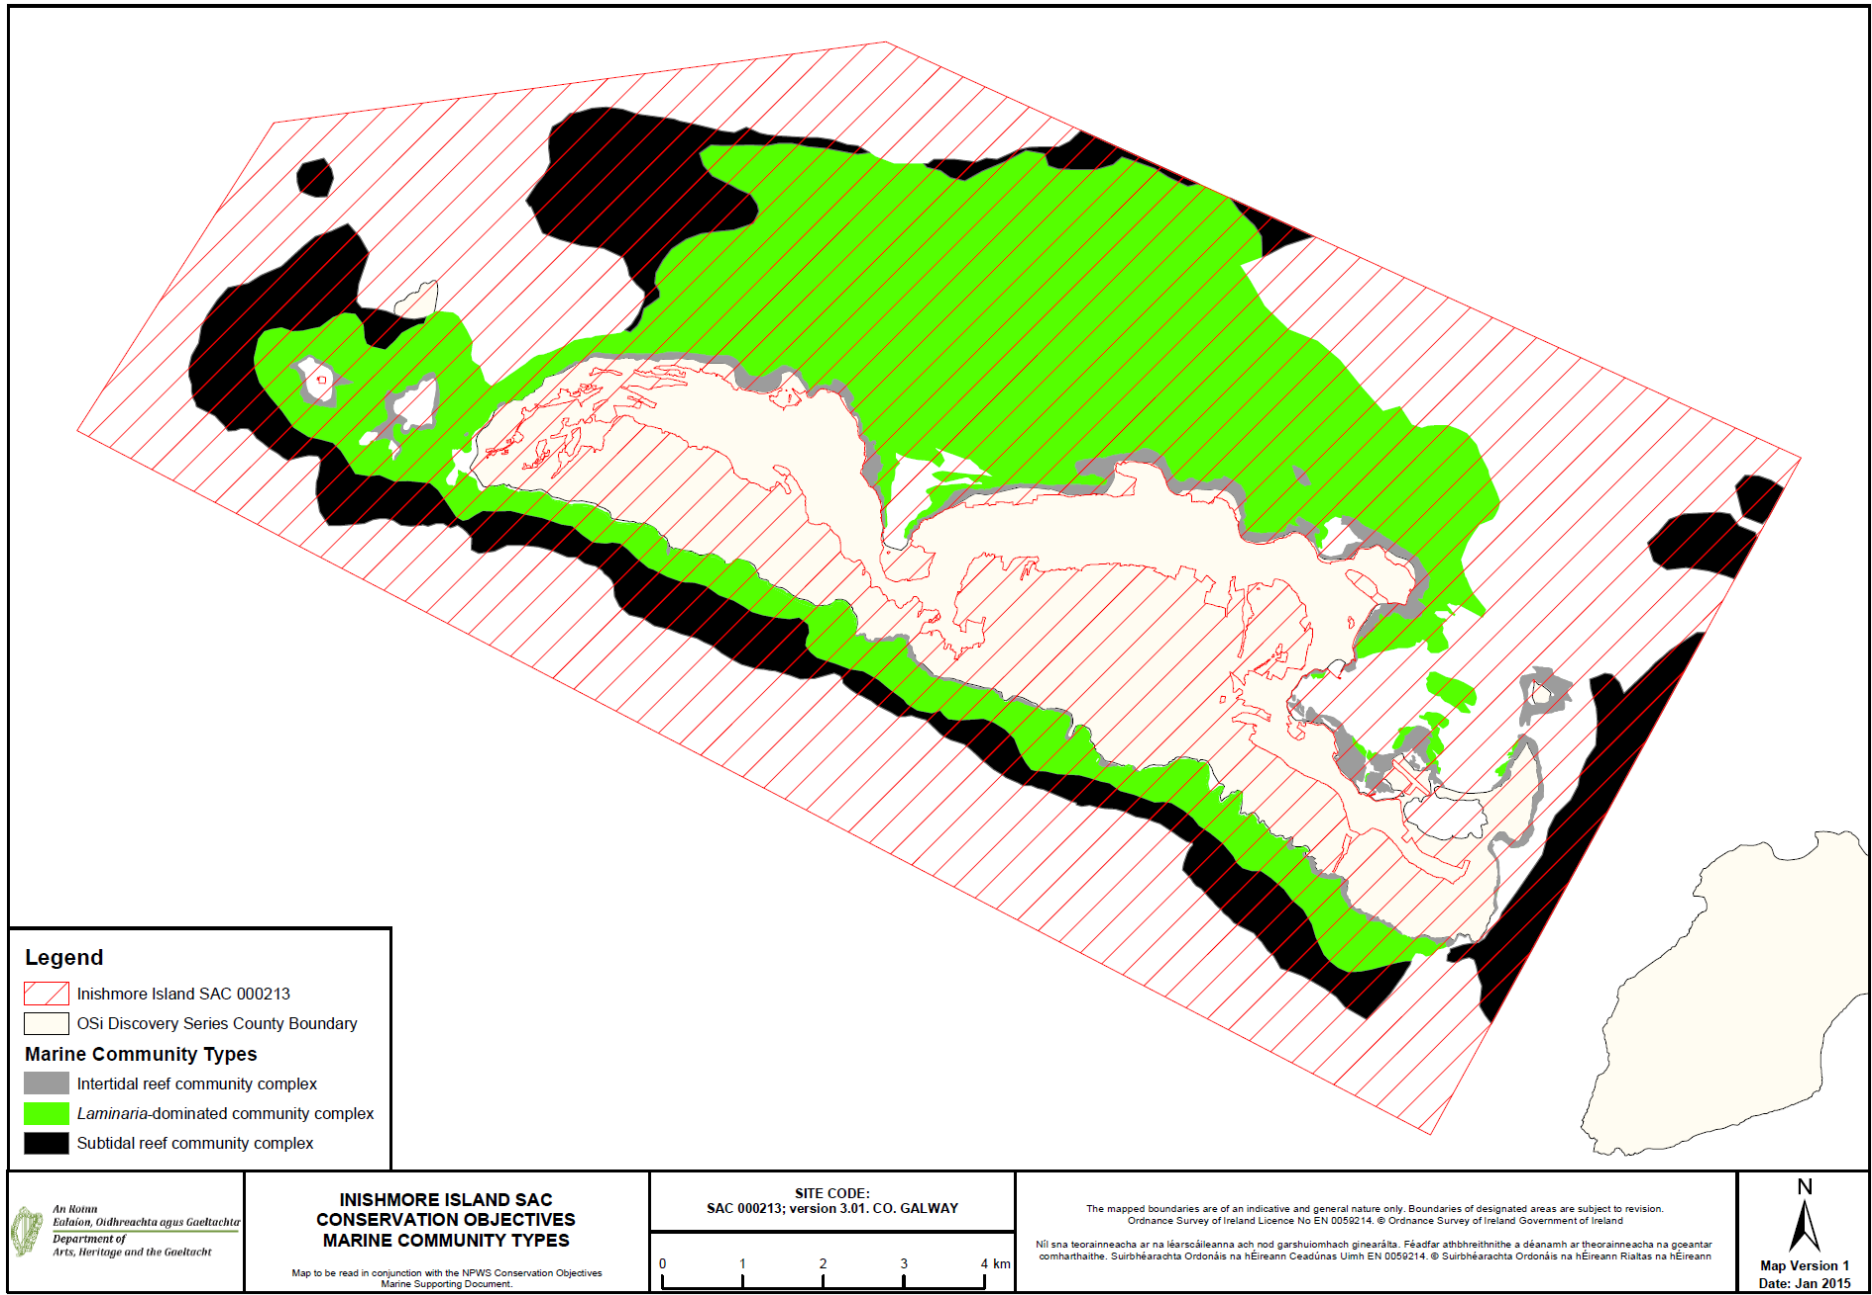 Legend
Inishmore Island SAC 000213
OSi Discovery Series County Boundary
Marine Community Types
Intertidal reef community complex
Laminaria-dominated community complex
Subtidal reef community complex
An Roinn
Ealaíon, Oidhreachta agus Gaeltachta
Department of
Arts, Heritage and the Gaeltacht
INISHMORE ISLAND SAC
CONSERVATION OBJECTIVES
MARINE COMMUNITY TYPES
Map to be read in conjunction with the NPWS Conservation Objectives
Marine Supporting Document.
SITE CODE:
SAC 000213; version 3.01. CO. GALWAY
0 1 2 3 4 km
The mapped boundaries are of an indicative and general nature only. Boundaries of designated areas are subject to revision.
Ordnance Survey of Ireland Licence No EN 0059214. © Ordnance Survey of Ireland Government of Ireland
Níl sna teorainneacha ar na léarscáileanna ach nod garshuiomhach ginearálta. Féadfar athbhreithnithe a déanamh ar theorainneacha na gceantar
comharthaithe. Suirbhéarachta Ordonáis na hÉireann Ceadúnas Uimh EN 0059214. © Suirbhéarachta Ordonáis na hÉireann Rialtas na hÉireann
N
Map Version 1
Date: Jan 2015